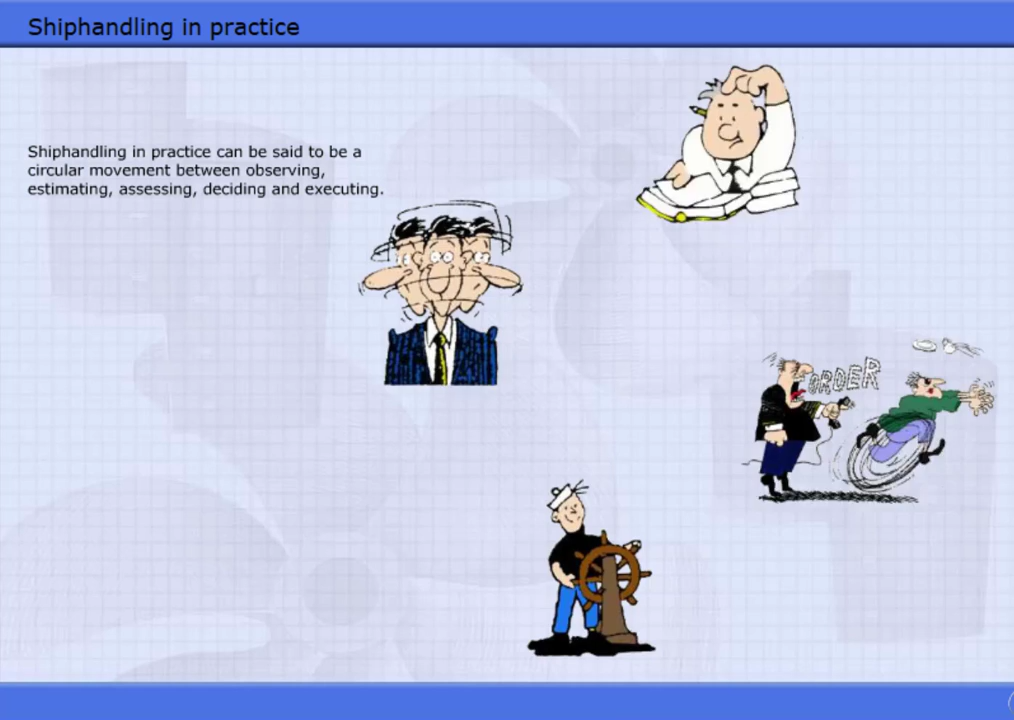 Shiphandling in practice
Shiphandling in practice can be said to be a
circular movement between observing,
estimating, assessing, deciding and executing.
ORDER